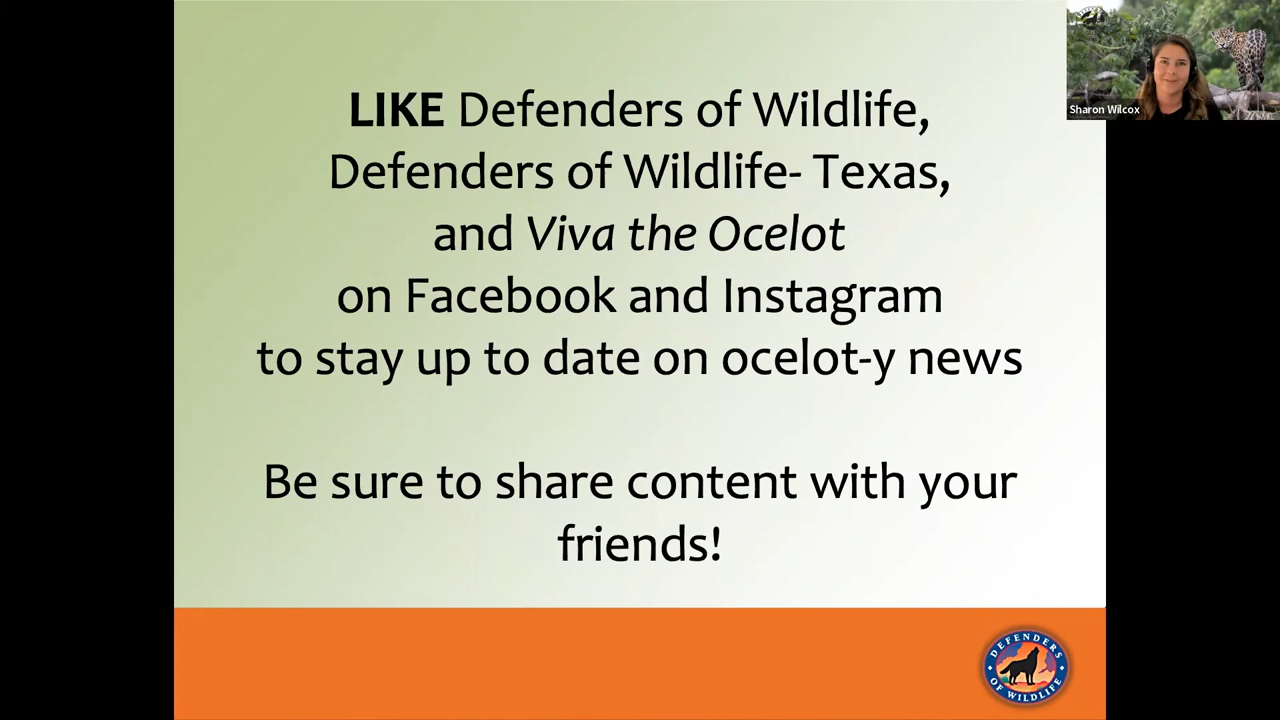 LIKE Defenders of Wildlife,
Defenders of Wildlife- Texas,
and Viva the Ocelot
on Facebook and Instagram
to stay up to date on ocelot-y news
Be sure to share content with your
friends!
Sharon Wilcox
DEFENDERS
OF WILDLIFE